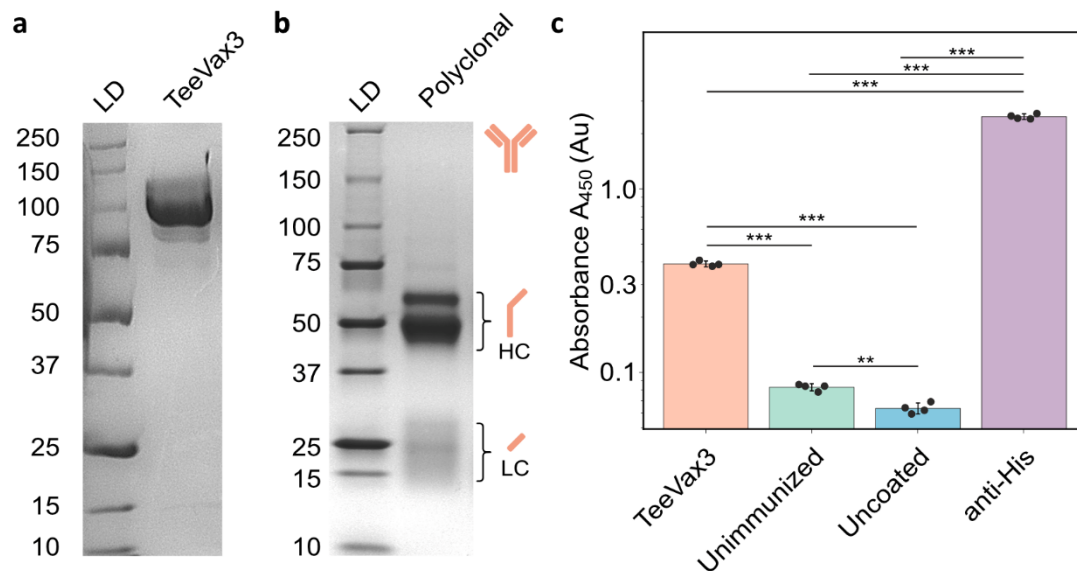 a
LD
TeeVax3
250
150
100
75
50
37
25
15
10
b
LD
Polyclonal
250
150
100
75
50
37
25
15
10
HC
LC
c
Absorbance A450 (Au)
1.0
0.3
0.1
***
***
***
***
***
**
TeeVax3
Unimmunized
Uncoated
anti-His